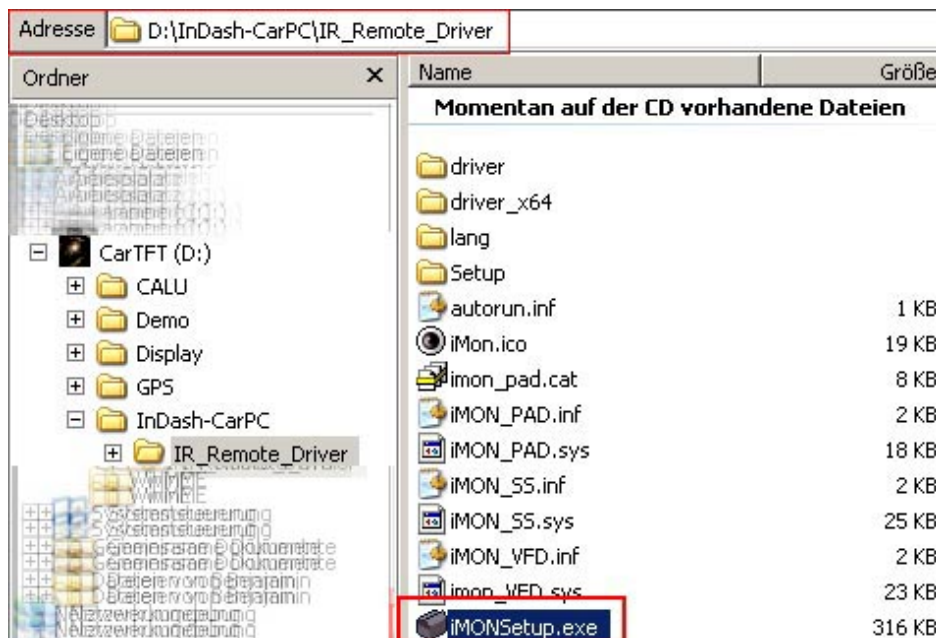 Adresse D:\InDash-CarPC\IR_Remote_Driver
Ordner
CarTFT (D:)
CALU
Demo
Display
GPS
InDash-CarPC
IR_Remote_Driver
Name Größe
Momentan auf der CD vorhandene Dateien
driver
driver_x64
lang
Setup
autorun.inf 1 KB
iMon.ico 19 KB
imon_pad.cat 8 KB
iMON_PAD.inf 2 KB
iMON_PAD.sys 18 KB
iMON_SS.inf 2 KB
iMON_SS.sys 25 KB
iMON_VFD.inf 2 KB
imon_VFD.sys 23 KB
iMONSetup.exe 316 KB